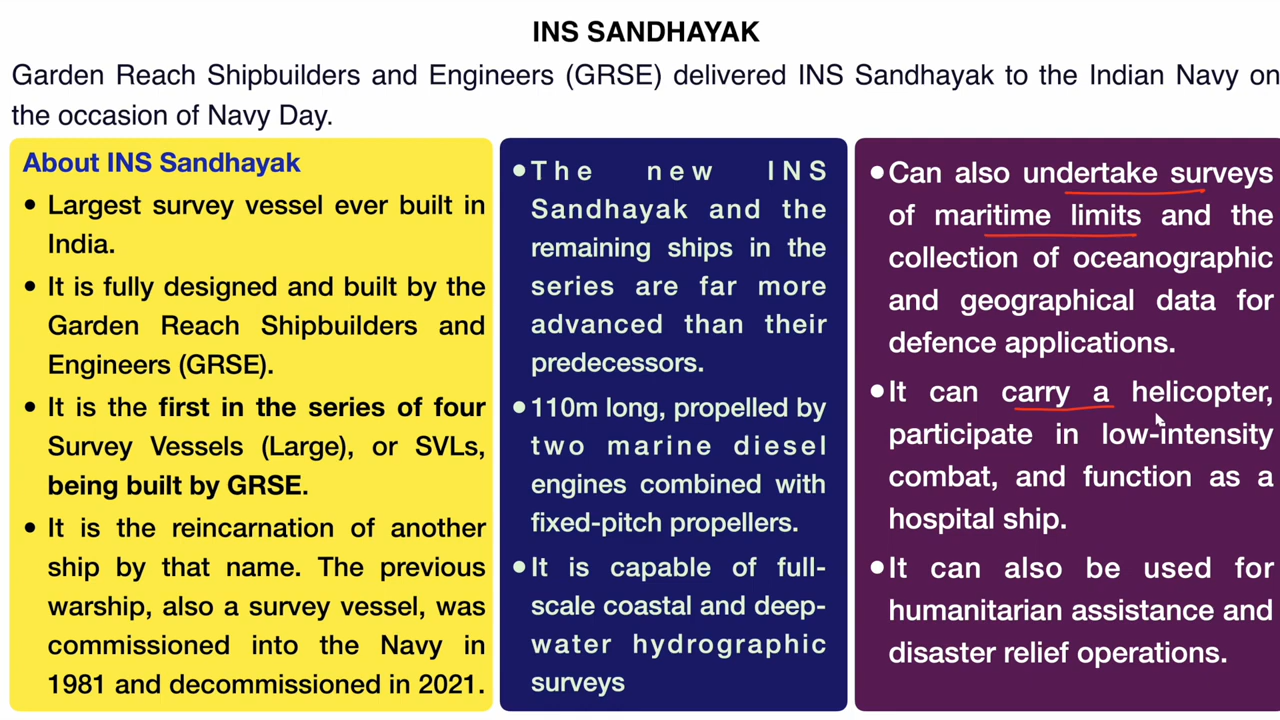 INS SANDHAYAK
Garden Reach Shipbuilders and Engineers (GRSE) delivered INS Sandhayak to the Indian Navy on
the occasion of Navy Day.
About INS Sandhayak
• Largest survey vessel ever built in
India.
• It is fully designed and built by the
Garden Reach Shipbuilders and
Engineers (GRSE).
• It is the first in the series of four
Survey Vessels (Large), or SVLs,
being built by GRSE.
• It is the reincarnation of another
ship by that name. The previous
warship, also a survey vessel, was
commissioned into the Navy in
1981 and decommissioned in 2021.
• The new INS
Sandhayak and the
remaining ships in the
series are far more
advanced than their
predecessors.
• 110m long, propelled by
two marine diesel
engines combined with
fixed-pitch propellers.
• It is capable of full-
scale coastal and deep-
water hydrographic
surveys
• Can also undertake surveys
of maritime limits and the
collection of oceanographic
and geographical data for
defence applications.
• It can carry a helicopter,
participate in low-intensity
combat, and function as a
hospital ship.
• It can also be used for
humanitarian assistance and
disaster relief operations.